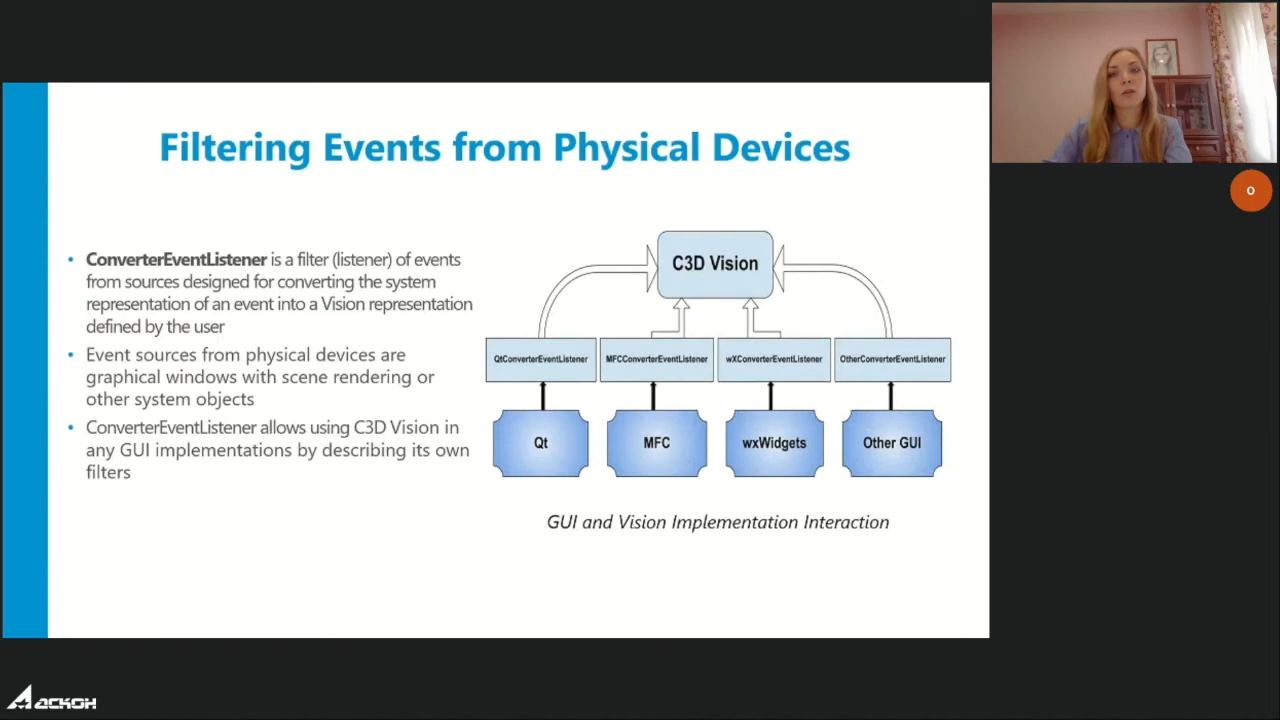 Filtering Events from Physical Devices
• ConverterEventListener is a filter (listener) of events
from sources designed for converting the system
representation of an event into a Vision representation
defined by the user
• Event sources from physical devices are
graphical windows with scene rendering or
other system objects
• ConverterEventListener allows using C3D Vision in
any GUI implementations by describing its own
filters
C3D Vision
QtConverterEventListener
MFCConverterEventListener
wXConverterEventListener
OtherConverterEventListener
Qt
MFC
wxWidgets
Other GUI
GUI and Vision Implementation Interaction
O
АСКОН